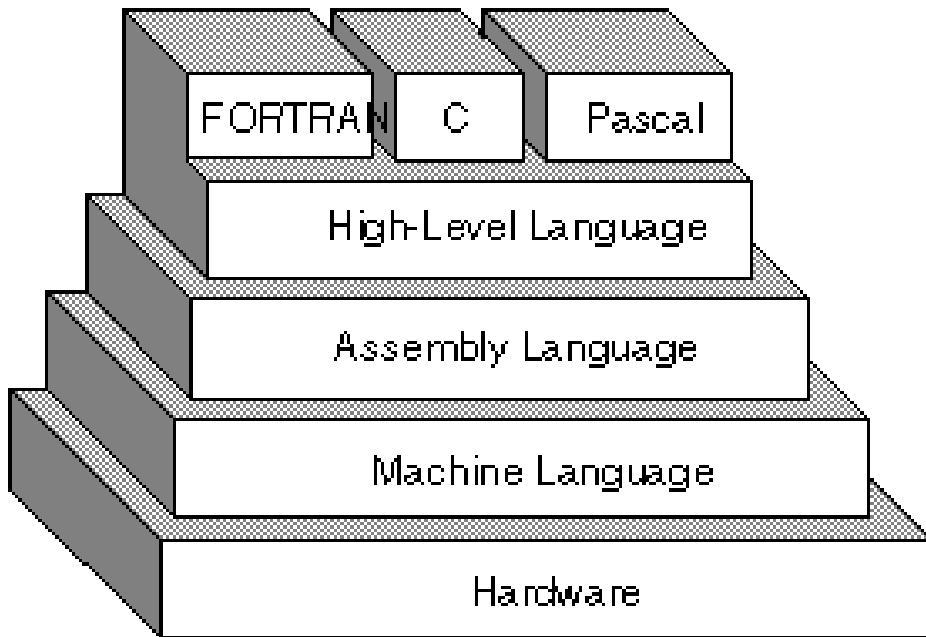 FORTRAN C Pascal
High-Level Language
Assembly Language
Machine Language
Hardware